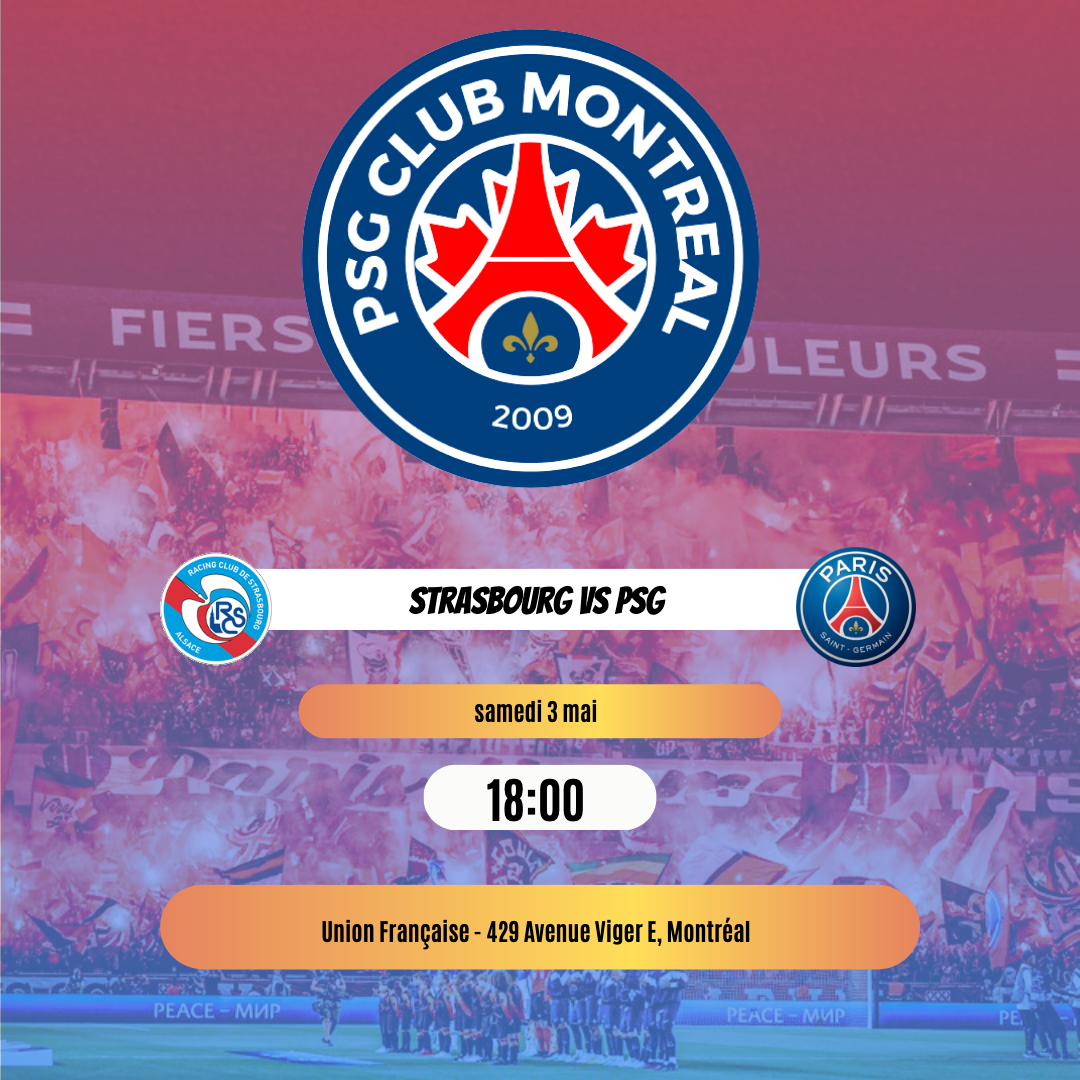 PSG CLUB MONTREAL
2009
FIERS
ULEURS
RACING CLUB DE STRASBOURG
RCS
ALSACE
STRASBOURG VS PSG
PARIS
SAINT-GERMAIN
samedi 3 mai
18:00
Union Française - 429 Avenue Viger E, Montréal
PEACE – МИР
PEACE – МИР
PE